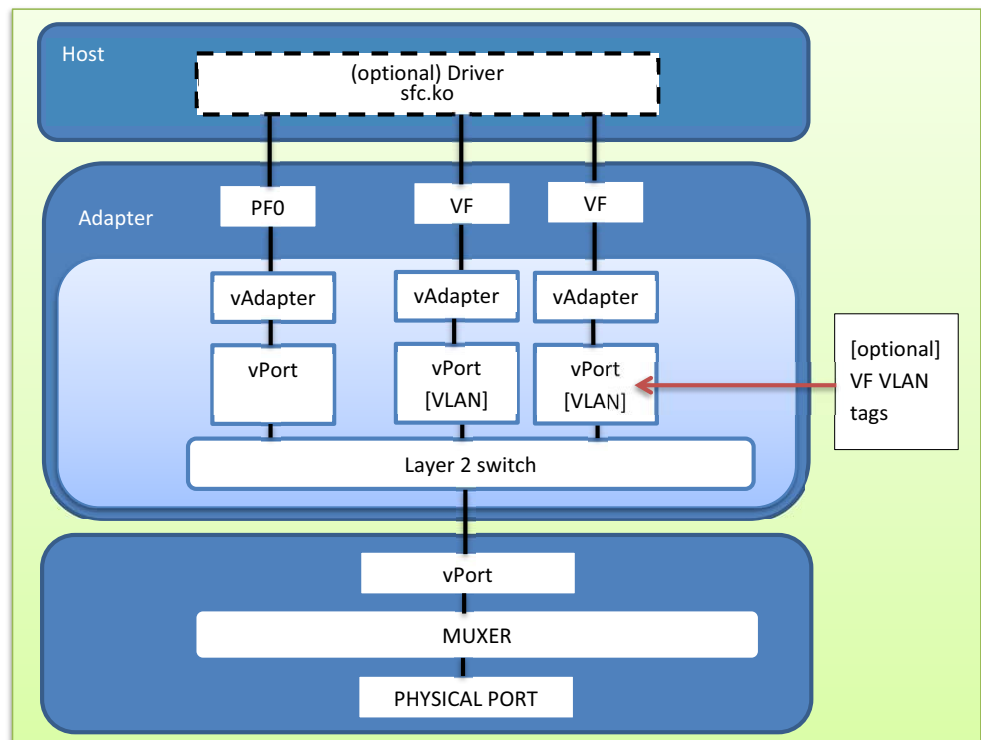 Host
(optional) Driver
sfc.ko
PF0
VF
VF
Adapter
vAdapter
vAdapter
vAdapter
vPort
vPort
[VLAN]
vPort
[VLAN]
[optional]
VF VLAN
tags
Layer 2 switch
vPort
MUXER
PHYSICAL PORT